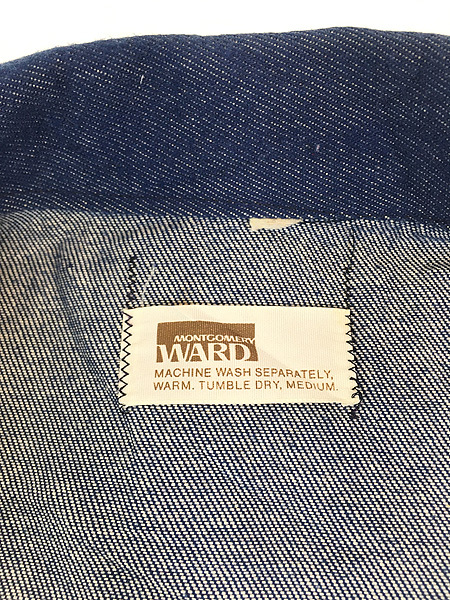 MONTGOMERY
WARD
MACHINE WASH SEPARATELY,
WARM. TUMBLE DRY, MEDIUM.